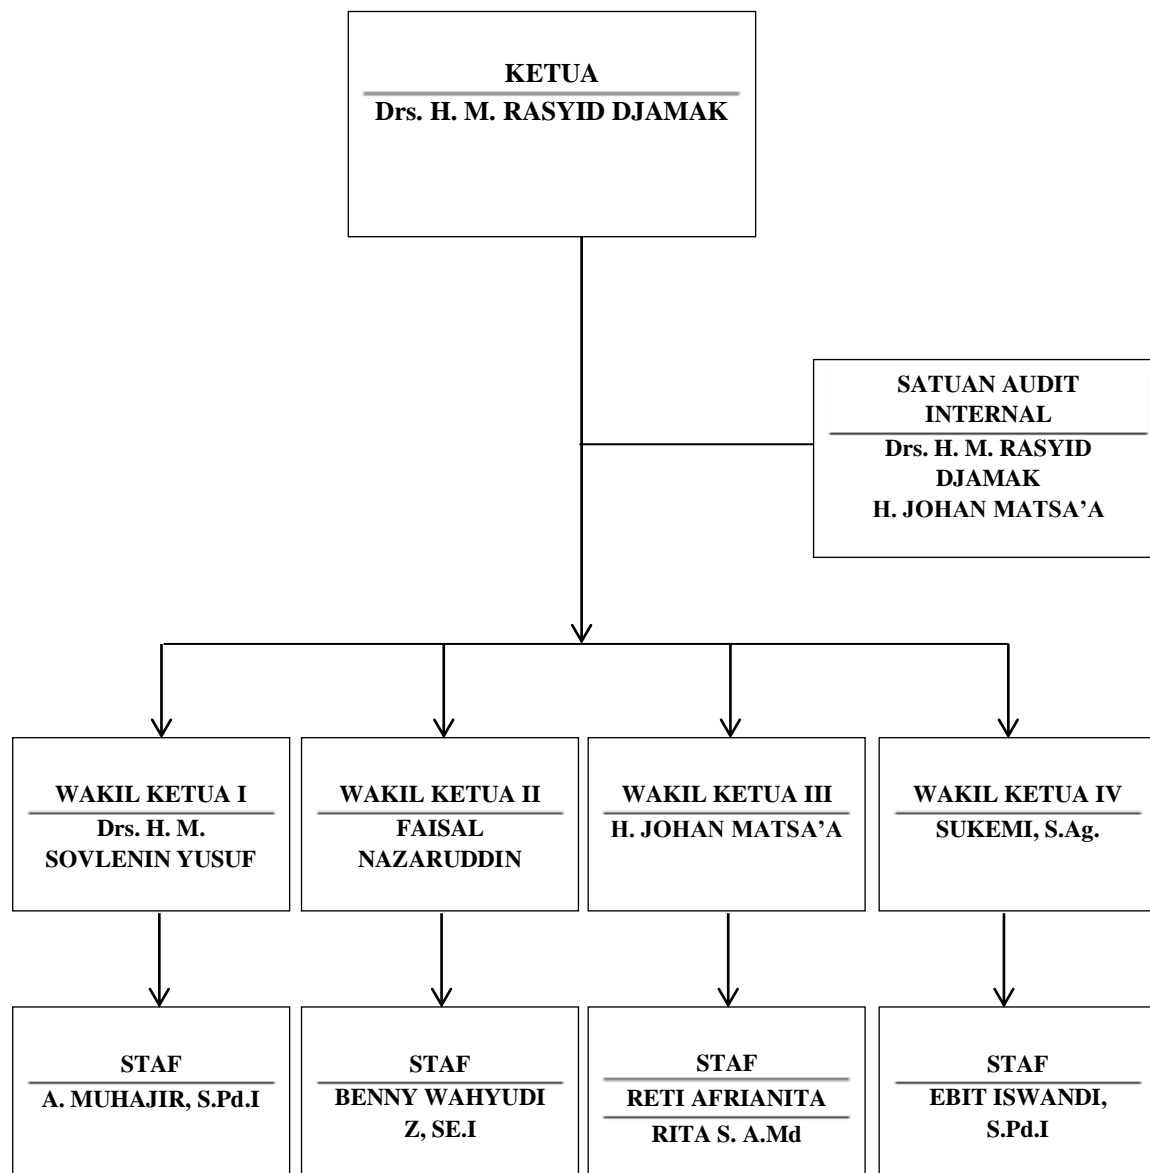 KETUA
Drs. H. M. RASYID DJAMAK
SATUAN AUDIT
INTERNAL
Drs. H. M. RASYID
DJAMAK
H. JOHAN MATSA’A
WAKIL KETUA I
Drs. H. M.
SOVLENIN YUSUF
WAKIL KETUA II
FAISAL
NAZARUDDIN
WAKIL KETUA III
H. JOHAN MATSA’A
WAKIL KETUA IV
SUKEMI, S.Ag.
STAF
A. MUHAJIR, S.Pd.I
STAF
BENNY WAHYUDI
Z, SE.I
STAF
RETI AFRIANITA
RITA S. A.Md
STAF
EBIT ISWANDI,
S.Pd.I